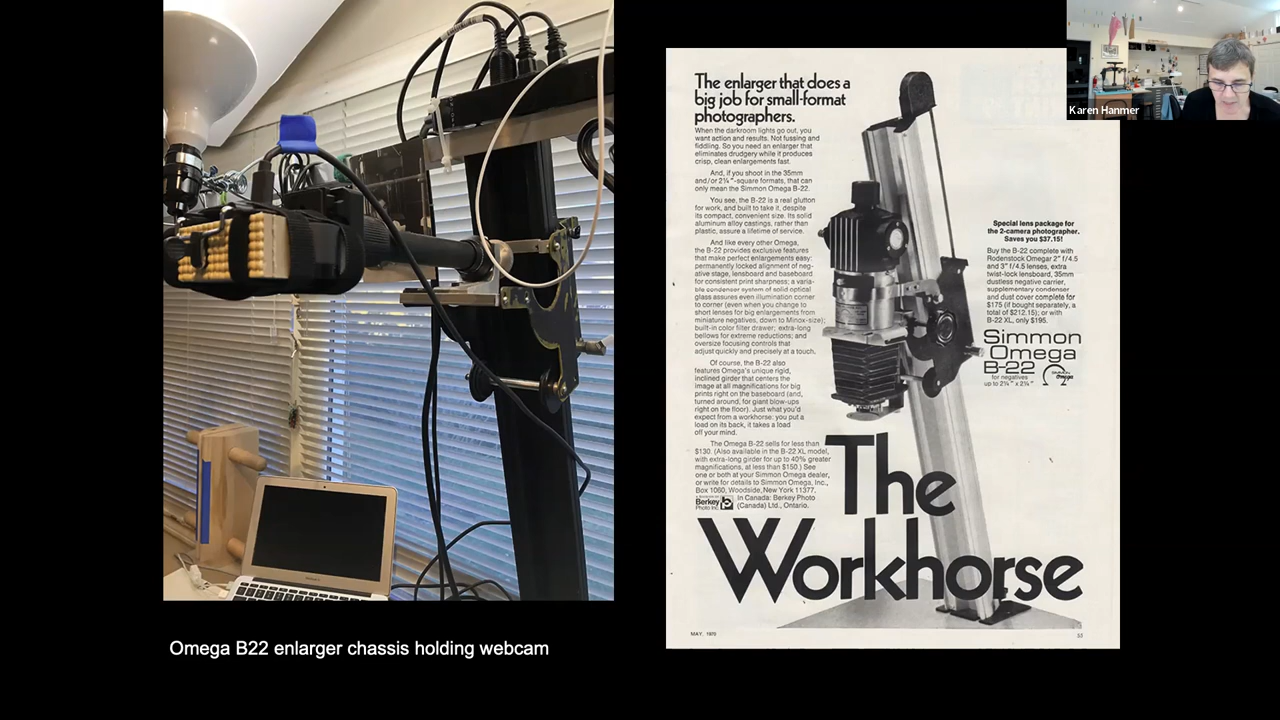 The enlarger that does a
big job for small-format
photographers.
When the darkroom lights go out, you
want action and results. Not fussing and
fiddling. So you need an enlarger that
eliminates drudgery while it produces
crisp, clean enlargements fast.
And, if you shoot in the 35mm
and/or 2¼"-square formats, that can
only mean the Simmon Omega B-22.
You see, the B-22 is a real glutton
for work, and built to take it, despite
its compact, convenient size. Its solid
aluminum alloy castings, rather than
plastic, assure a lifetime of service.
And like every other Omega,
the B-22 provides exclusive features
that make perfect enlargements easy:
permanently locked alignment of neg-
ative stage, lensboard and baseboard
for consistent print sharpness; a varia-
ble condenser system of solid optical
glass assures even illumination corner
to corner (even when you change to
short lenses for big enlargements from
miniature negatives, down to Minox-size);
built-in color filter drawer; extra-long
bellows for extreme reductions; and
oversize focusing controls that
adjust quickly and precisely at a touch.
Of course, the B-22 also
features Omega's unique rigid,
inclined girder that centers the
image at all magnifications for big
prints right on the baseboard (and,
turned around, for giant blow-ups
right on the floor). Just what you'd
expect from a workhorse: you put a
load on its back, it takes a load
off your mind.
The Omega B-22 sells for less than
$130. (Also available in the B-22 XL model,
with extra-long girder for up to 40% greater
magnifications, at less than $150.) See
one or both at your Simmon Omega dealer,
or write for details to Simmon Omega, Inc.,
Box 1060, Woodside, New York 11377.
Berkey
Photo Inc.
In Canada: Berkey Photo
(Canada) Ltd., Ontario.
Special lens package for
the 2-camera photographer.
Saves you $37.15!
Buy the B-22 complete with
Rodenstock Omegar 2" f/4.5
and 3" f/4.5 lenses, extra
twist-lock lensboard, 35mm
dustless negative carrier,
supplementary condenser
and dust cover complete for
$175 (if bought separately, a
total of $212.15); or with
B-22 XL, only $195.
Simmon
Omega
B-22
for negatives
up to 2¼" x 2¼"
SIMMON
omega
The
Workhorse
MAY, 1970
53
Karen Hanmer
Omega B22 enlarger chassis holding webcam